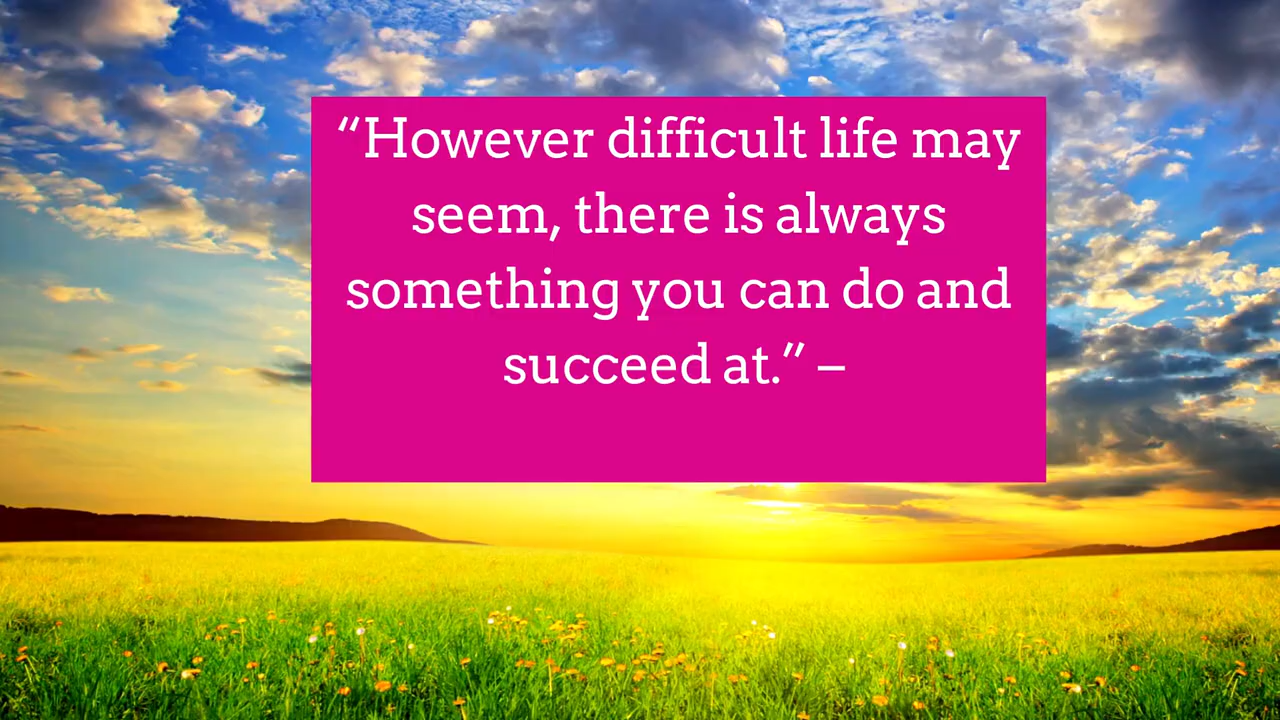 “However difficult life may
seem, there is always
something you can do and
succeed at.” –